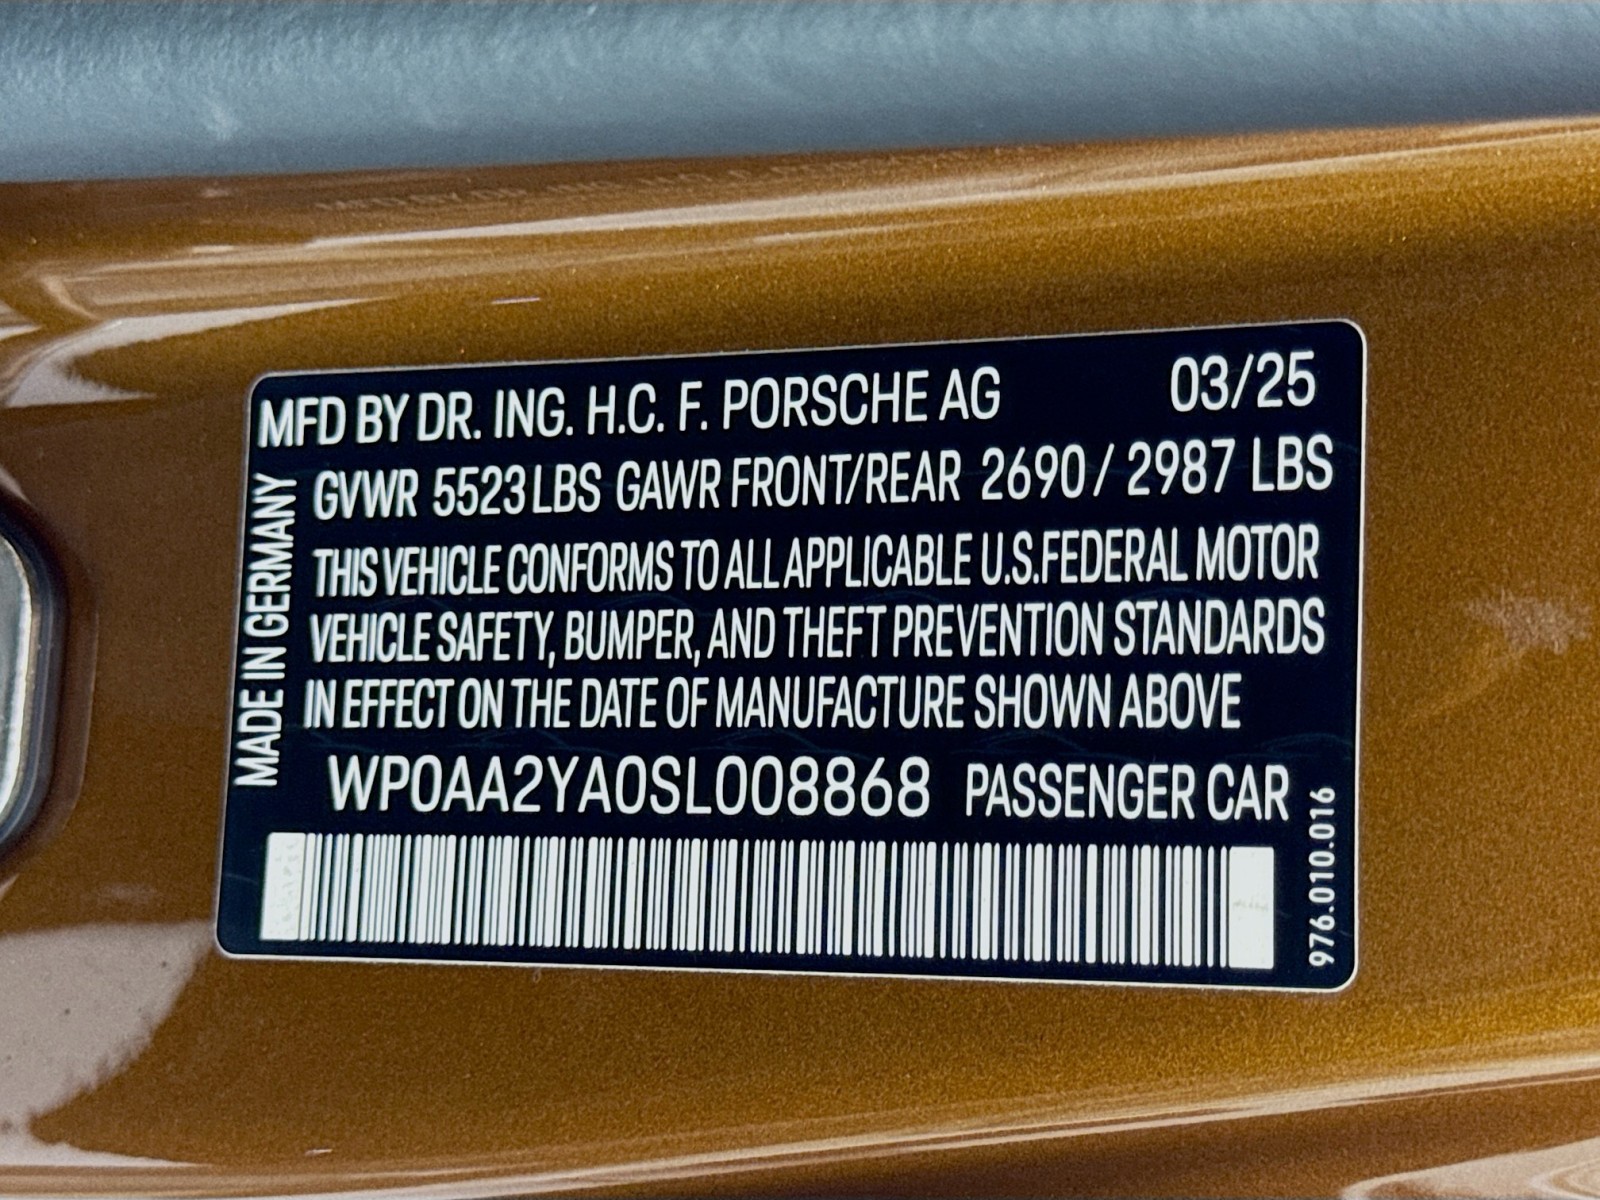 MFD BY DR. ING. H.C. F. PORSCHE AG 03/25
GVWR 5523 LBS GAWR FRONT/REAR 2690 / 2987 LBS
THIS VEHICLE CONFORMS TO ALL APPLICABLE U.S.FEDERAL MOTOR
VEHICLE SAFETY, BUMPER, AND THEFT PREVENTION STANDARDS
IN EFFECT ON THE DATE OF MANUFACTURE SHOWN ABOVE
WP0AA2YA0SL008868 PASSENGER CAR
MADE IN GERMANY
976.010.016